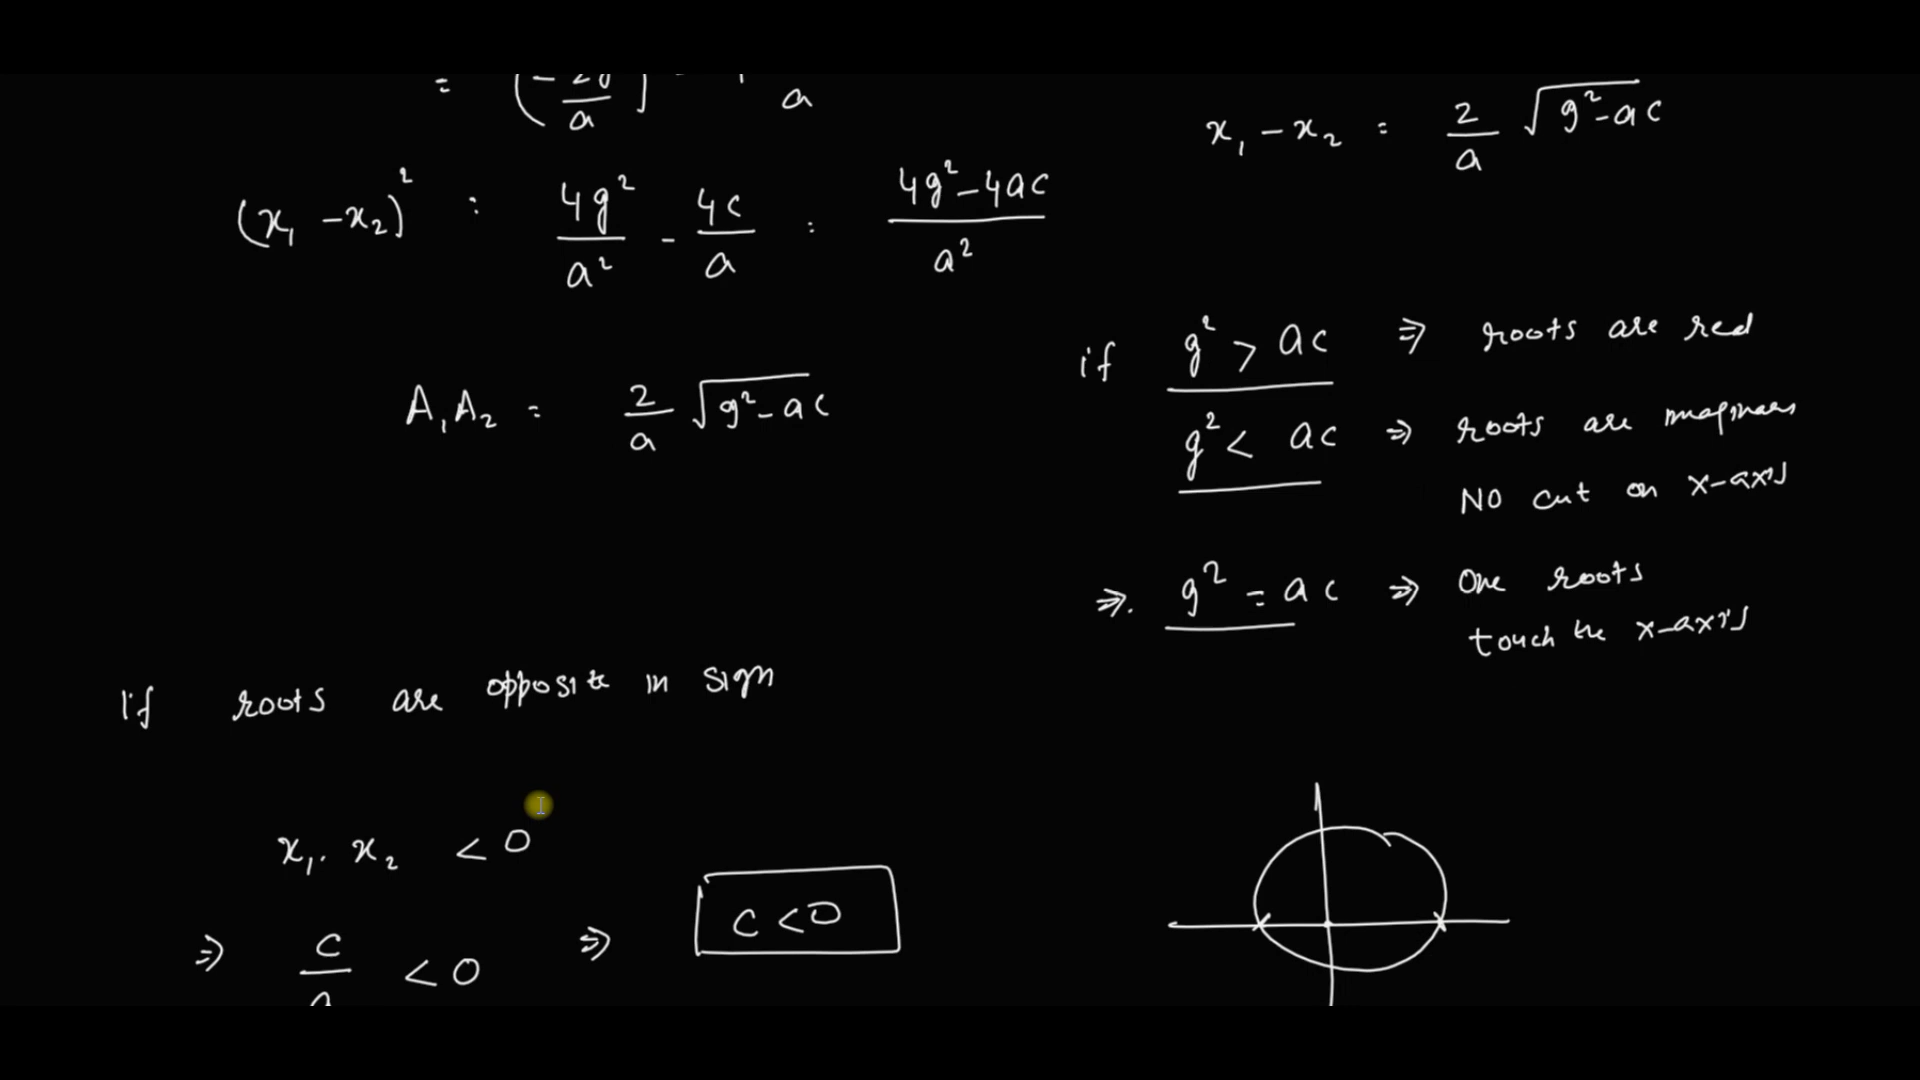 = (-2g/a) a
(x₁ - x₂)² : 4g²/a² - 4c/a : 4g²-4ac/a²
A₁A₂ = 2/a √g²-ac
If roots are opposite in sign
x₁. x₂ < 0
⇒ c/a < 0 ⇒ c < 0
x₁ - x₂ = 2/a √g²-ac
if g² > ac ⇒ roots are real
g² < ac ⇒ roots are
NO cut on x-axis
⇒. g² = ac ⇒ One roots
touch the x-axis